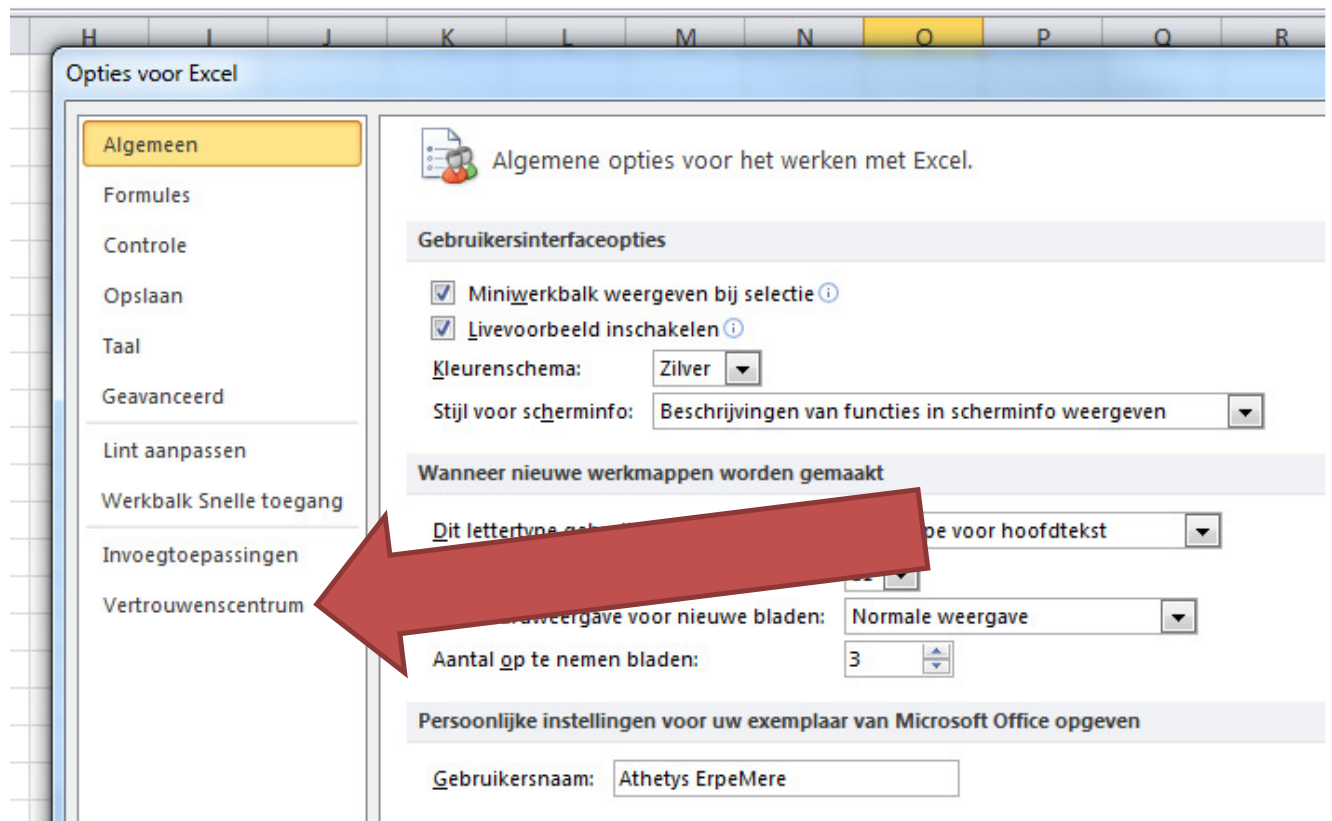 H I J K L M N O P Q R
Opties voor Excel
Algemeen
Formules
Controle
Opslaan
Taal
Geavanceerd
Lint aanpassen
Werkbalk Snelle toegang
Invoegtoepassingen
Vertrouwenscentrum
Algemene opties voor het werken met Excel.
Gebruikersinterfaceopties
Miniwerkbalk weergeven bij selectie
Livevoorbeeld inschakelen
Kleurenschema: Zilver
Stijl voor scherminfo: Beschrijvingen van functies in scherminfo weergeven
Wanneer nieuwe werkmappen worden gemaakt
Dit lettertype voor hoofdtekst
voor nieuwe bladen: Normale weergave
Aantal op te nemen bladen: 3
Persoonlijke instellingen voor uw exemplaar van Microsoft Office opgeven
Gebruikersnaam: Athetys ErpeMere